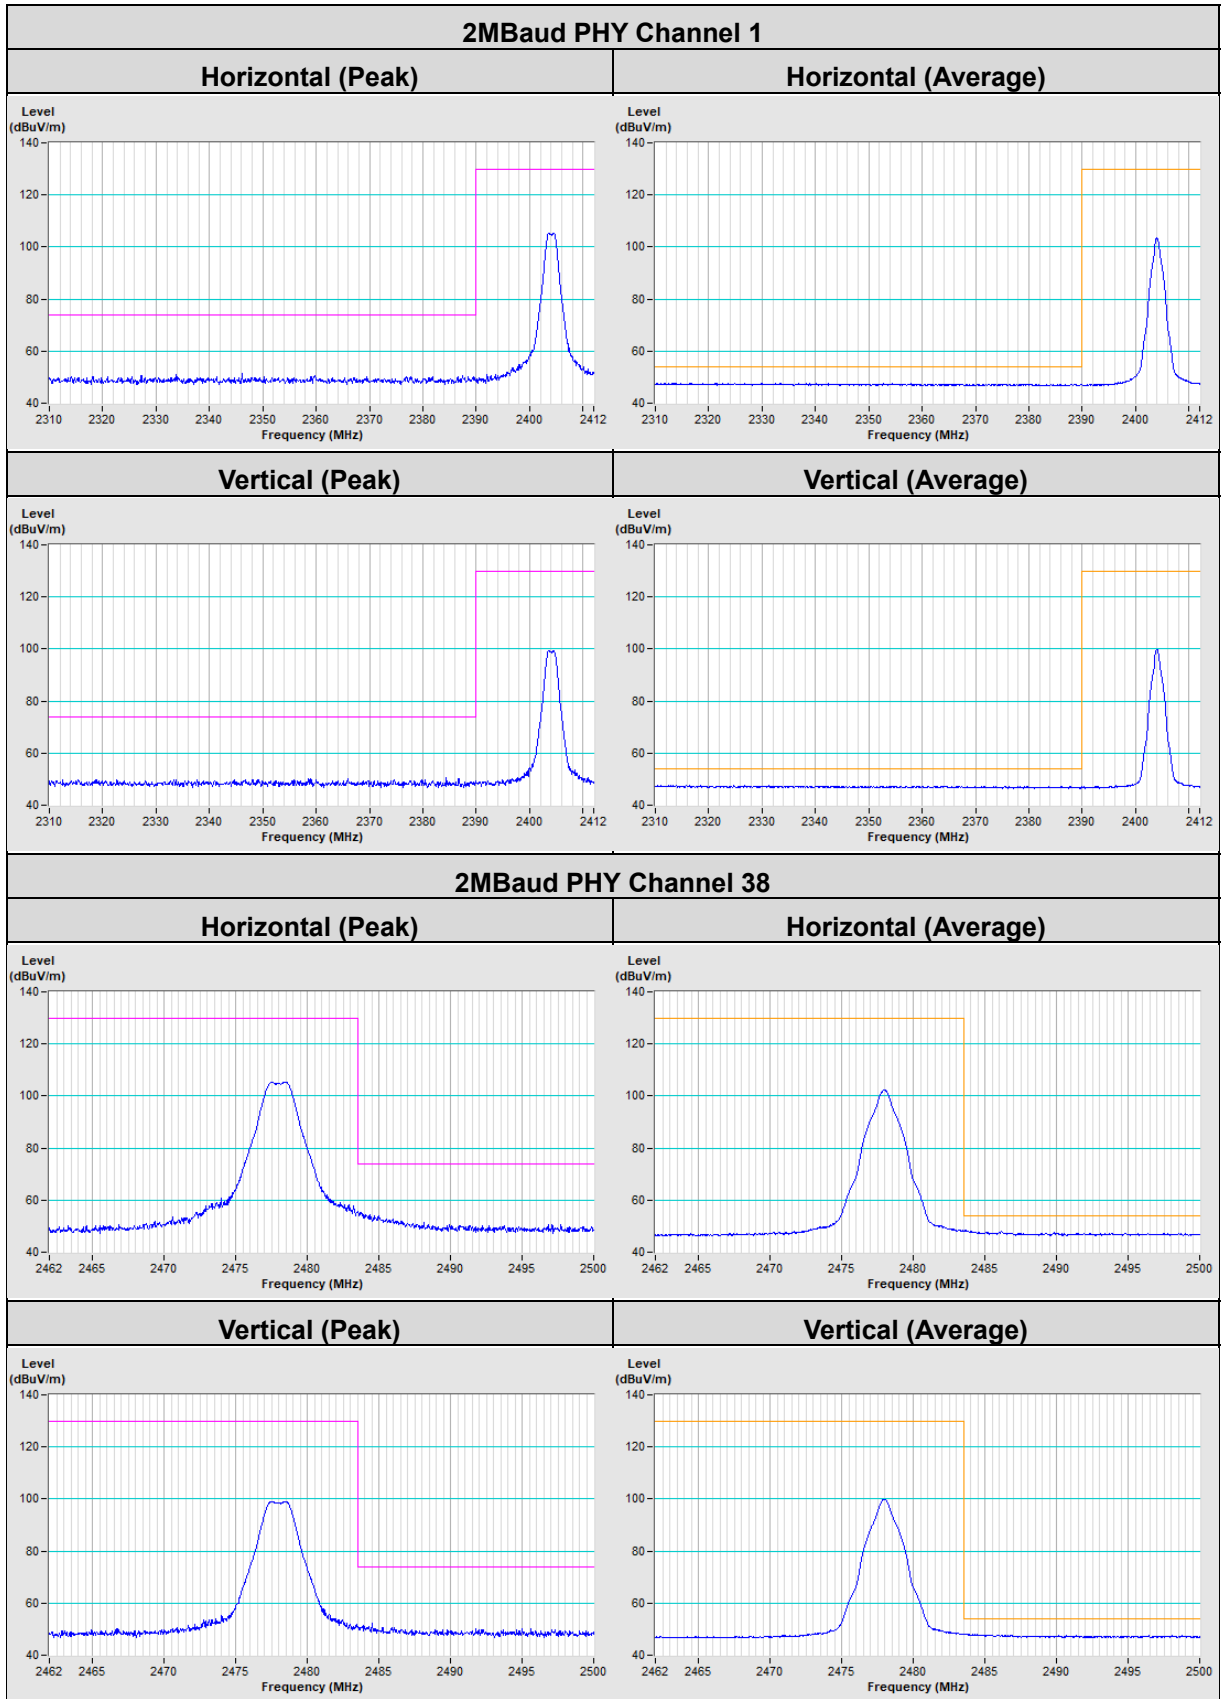 2MBaud PHY Channel 1
Horizontal (Peak) Horizontal (Average)
Level
(dBuV/m)
140
120
100
80
60
40
2310 2320 2330 2340 2350 2360 2370 2380 2390 2400 2412
Frequency (MHz)
Level
(dBuV/m)
140
120
100
80
60
40
2310 2320 2330 2340 2350 2360 2370 2380 2390 2400 2412
Frequency (MHz)
Vertical (Peak) Vertical (Average)
Level
(dBuV/m)
140
120
100
80
60
40
2310 2320 2330 2340 2350 2360 2370 2380 2390 2400 2412
Frequency (MHz)
Level
(dBuV/m)
140
120
100
80
60
40
2310 2320 2330 2340 2350 2360 2370 2380 2390 2400 2412
Frequency (MHz)
2MBaud PHY Channel 38
Horizontal (Peak) Horizontal (Average)
Level
(dBuV/m)
140
120
100
80
60
40
2462 2465 2470 2475 2480 2485 2490 2495 2500
Frequency (MHz)
Level
(dBuV/m)
140
120
100
80
60
40
2462 2465 2470 2475 2480 2485 2490 2495 2500
Frequency (MHz)
Vertical (Peak) Vertical (Average)
Level
(dBuV/m)
140
120
100
80
60
40
2462 2465 2470 2475 2480 2485 2490 2495 2500
Frequency (MHz)
Level
(dBuV/m)
140
120
100
80
60
40
2462 2465 2470 2475 2480 2485 2490 2495 2500
Frequency (MHz)